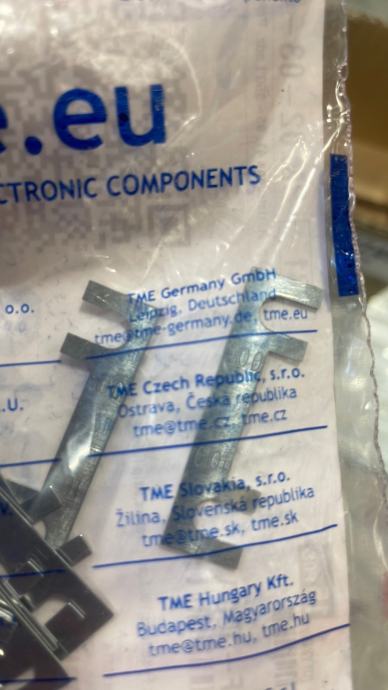 e.eu
CTRONIC COMPONENTS
o.o.
TME Germany GmbH
Leipzig, Deutschland
tme@tme-germany.de, tme.eu
.U.
TME Czech Republic, s.r.o.
Ostrava, Česká republika
tme@tme.cz, tme.cz
v.
TME Slovakia, s.r.o.
Žilina, Slovenská republika
tme@tme.sk, tme.sk
TME Hungary Kft.
Budapest, Magyarország
tme@tme.hu, tme.hu